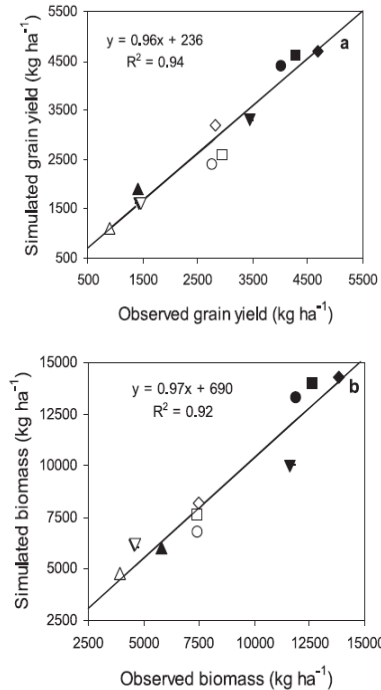 5500
4500
3500
2500
1500
500
Simulated grain yield (kg ha⁻¹)
y = 0.96x + 236
R² = 0.94
a
500 1500 2500 3500 4500 5500
Observed grain yield (kg ha⁻¹)
15000
12500
10000
7500
5000
2500
Simulated biomass (kg ha⁻¹)
y = 0.97x + 690
R² = 0.92
b
2500 5000 7500 10000 12500 15000
Observed biomass (kg ha⁻¹)